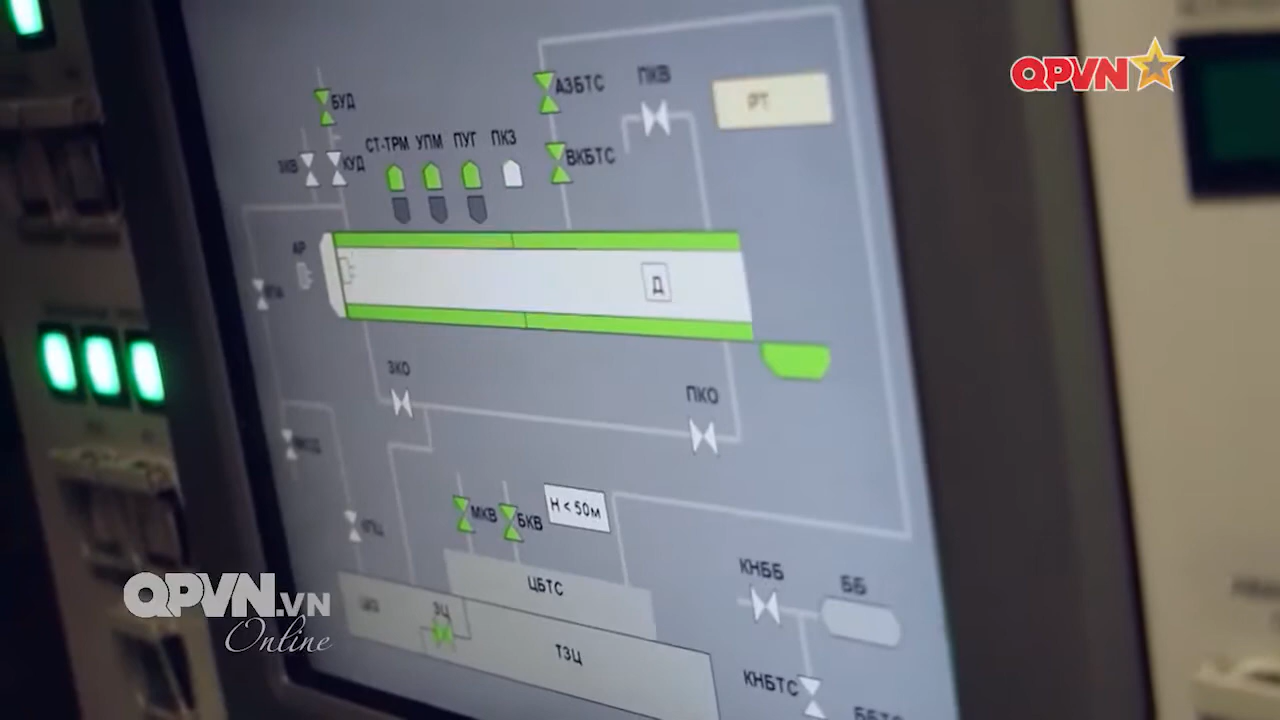 QPVN
АЗБТС
ПКВ
РТ
БУД
СТ-ТРМ УПМ ПУГ ПКЗ
ЗКВ
КУД
ВКБТС
АР
Д
ЗКО
ПКО
МКВ
БКВ
Н < 50м
КНББ
ББ
ЦБТС
ЗЦ
ТЗЦ
КНБТС
QPVN.VN
Online